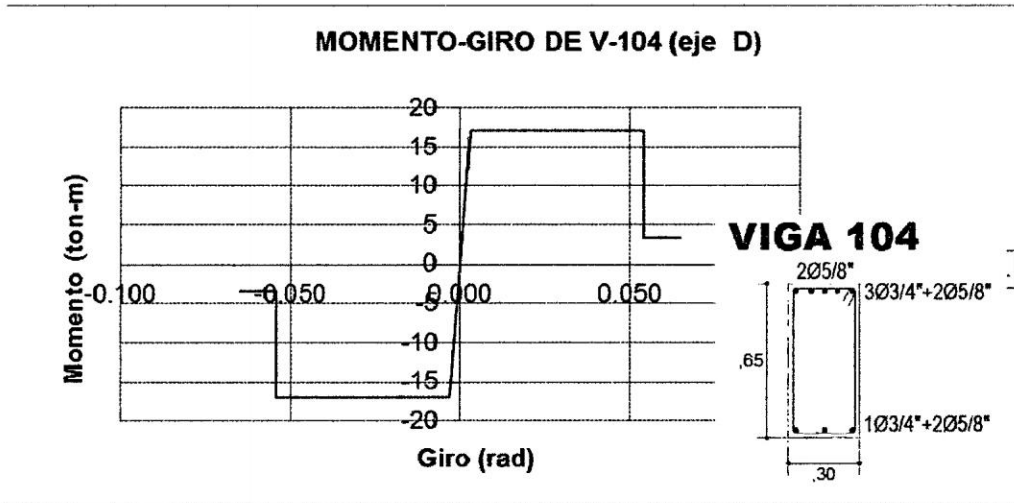 MOMENTO-GIRO DE V-104 (eje D)
20
15
10
5
0
-0.100 -0.050 0.000 0.050
-5
-10
-15
-20
Momento (ton-m)
Giro (rad)
VIGA 104
2Ø5/8"
3Ø3/4"+2Ø5/8"
,65
1Ø3/4"+2Ø5/8"
,30